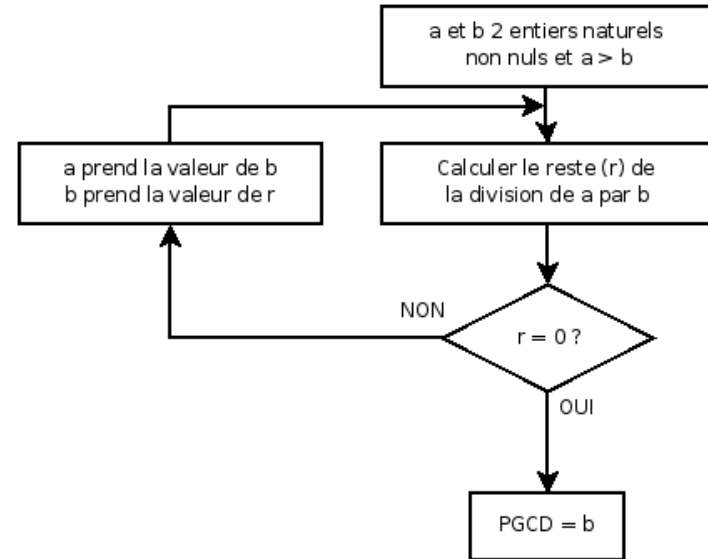 a et b 2 entiers naturels
non nuls et a > b
a prend la valeur de b
b prend la valeur de r
Calculer le reste (r) de
la division de a par b
NON
r = 0 ?
OUI
PGCD = b